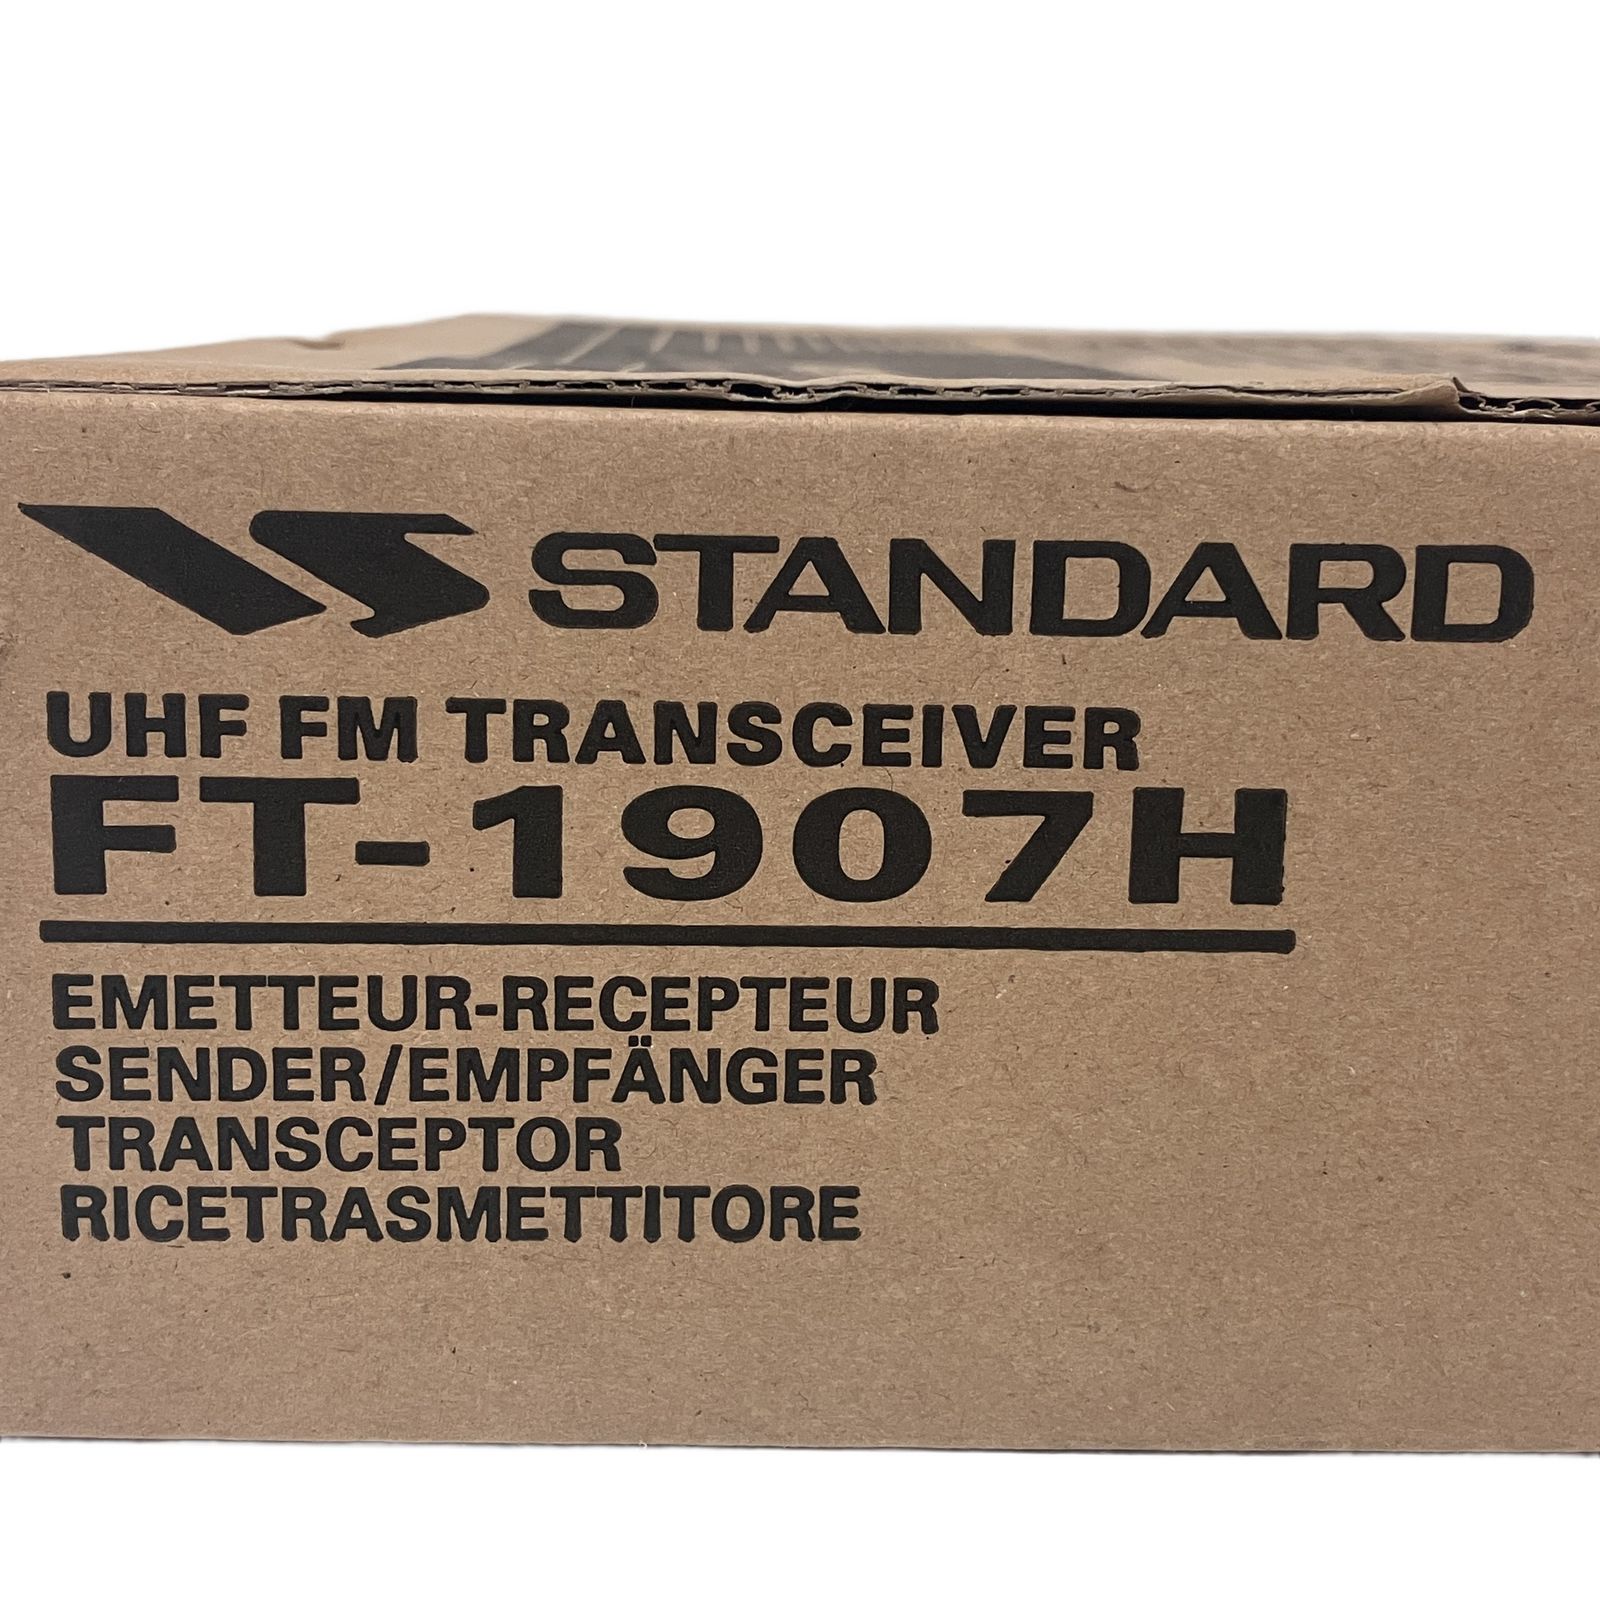 STANDARD
UHF FM TRANSCEIVER
FT-1907H
EMETTEUR-RECEPTEUR
SENDER/EMPFÄNGER
TRANSCEPTOR
RICETRASMETTITORE